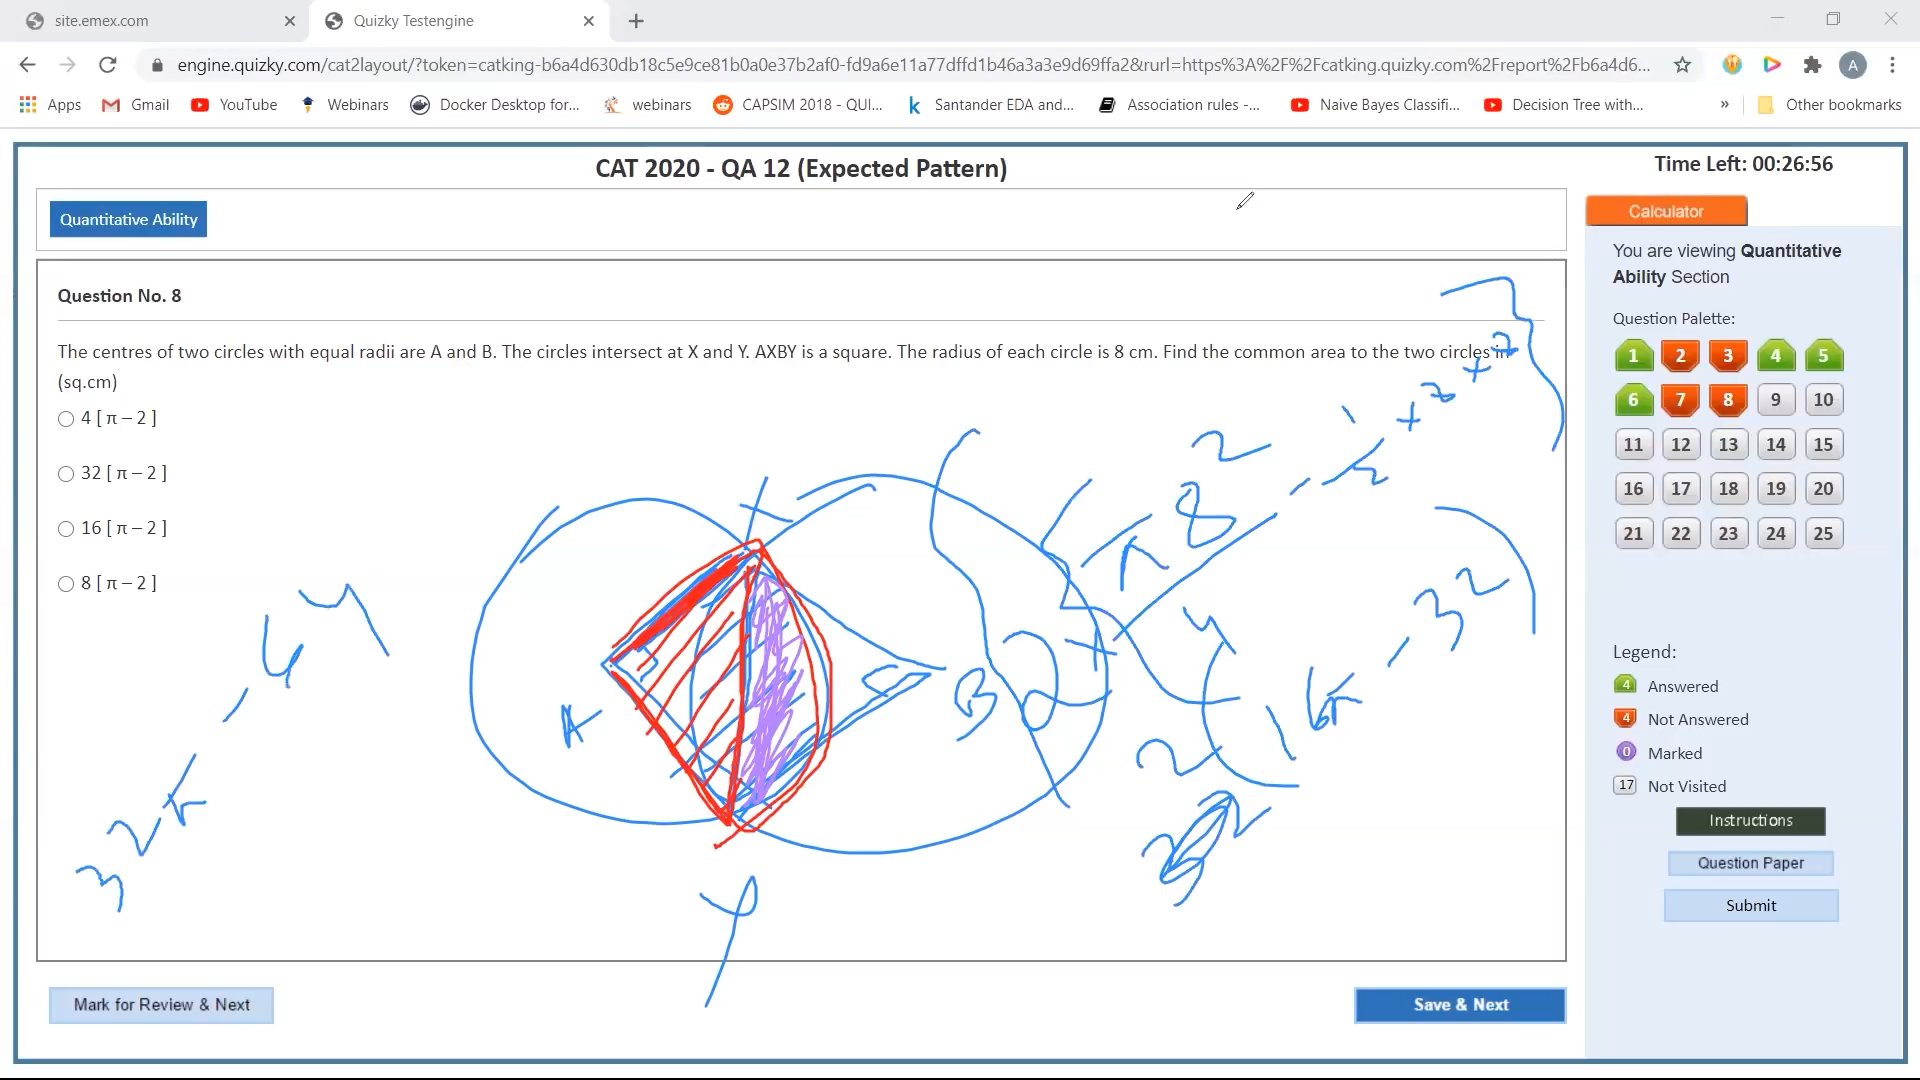 site.emex.com
Quizky Testengine
engine.quizky.com/cat2layout/?token=catking-b6a4d630db18c5e9ce81b0a0e37b2af0-fd9a6e11a77dffd1b46a3a3e9d69ffa2&rurl=https%3A%2F%2Fcatking.quizky.com%2Freport%2Fb6a4d6...
A
Apps Gmail YouTube Webinars Docker Desktop for... webinars CAPSIM 2018 - QUI... Santander EDA and... Association rules -... Naive Bayes Classifi... Decision Tree with... » Other bookmarks
CAT 2020 - QA 12 (Expected Pattern)
Time Left: 00:26:56
Quantitative Ability
Calculator
You are viewing Quantitative
Ability Section
Question No. 8
Question Palette:
The centres of two circles with equal radii are A and B. The circles intersect at X and Y. AXBY is a square. The radius of each circle is 8 cm. Find the common area to the two circles in
(sq.cm)
4 [ π – 2 ]
32 [ π – 2 ]
16 [ π – 2 ]
8 [ π – 2 ]
1 2 3 4 5
6 7 8 9 10
11 12 13 14 15
16 17 18 19 20
21 22 23 24 25
X
A
B
Y
π 8 2
4
16π - 32
32π - 64
Legend:
4 Answered
4 Not Answered
0 Marked
17 Not Visited
Instructions
Question Paper
Submit
Mark for Review & Next
Save & Next